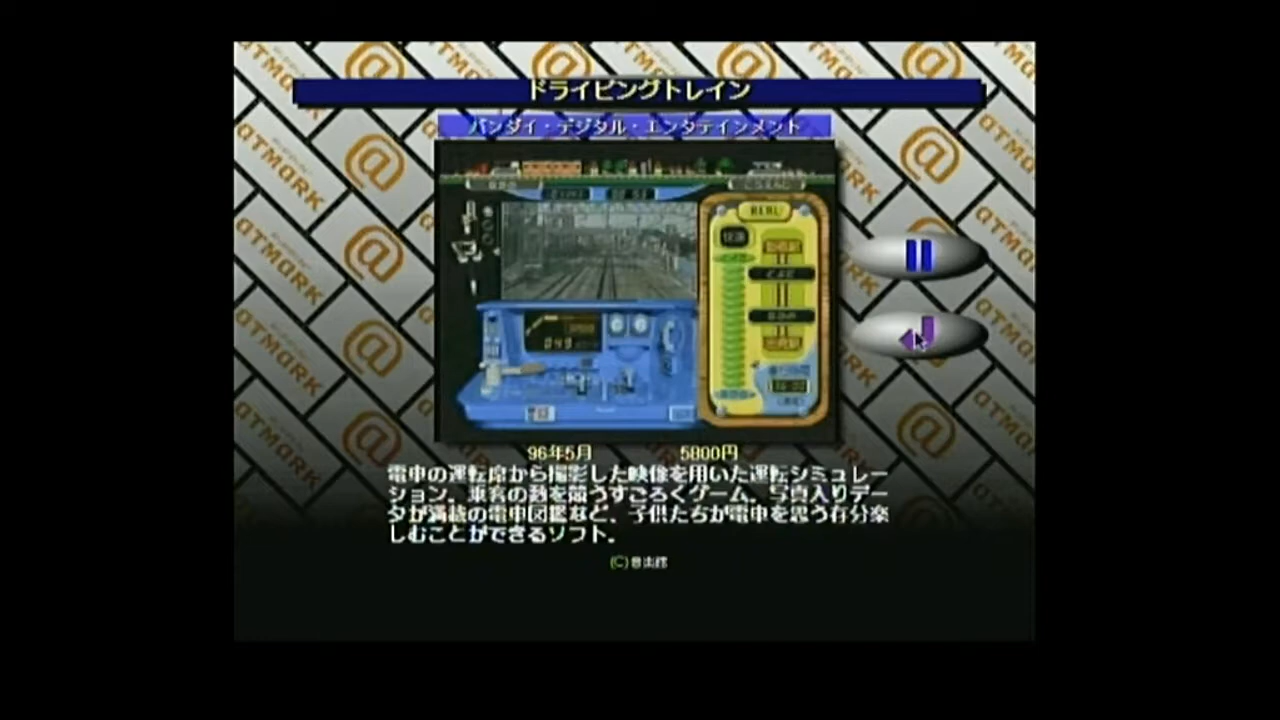 ドライビングトレイン
バンダイ・デジタル・エンタテインメント
96年5月 5800円
電車の運転席から撮影した映像を用いた運転シミュレー
ション、乗客の数を競うすごろくゲーム、写真入りデー
タが満載の電車図鑑など、子供たちが電車を思う存分楽
しむことができるソフト。
(C)音楽館
@
ATMARK